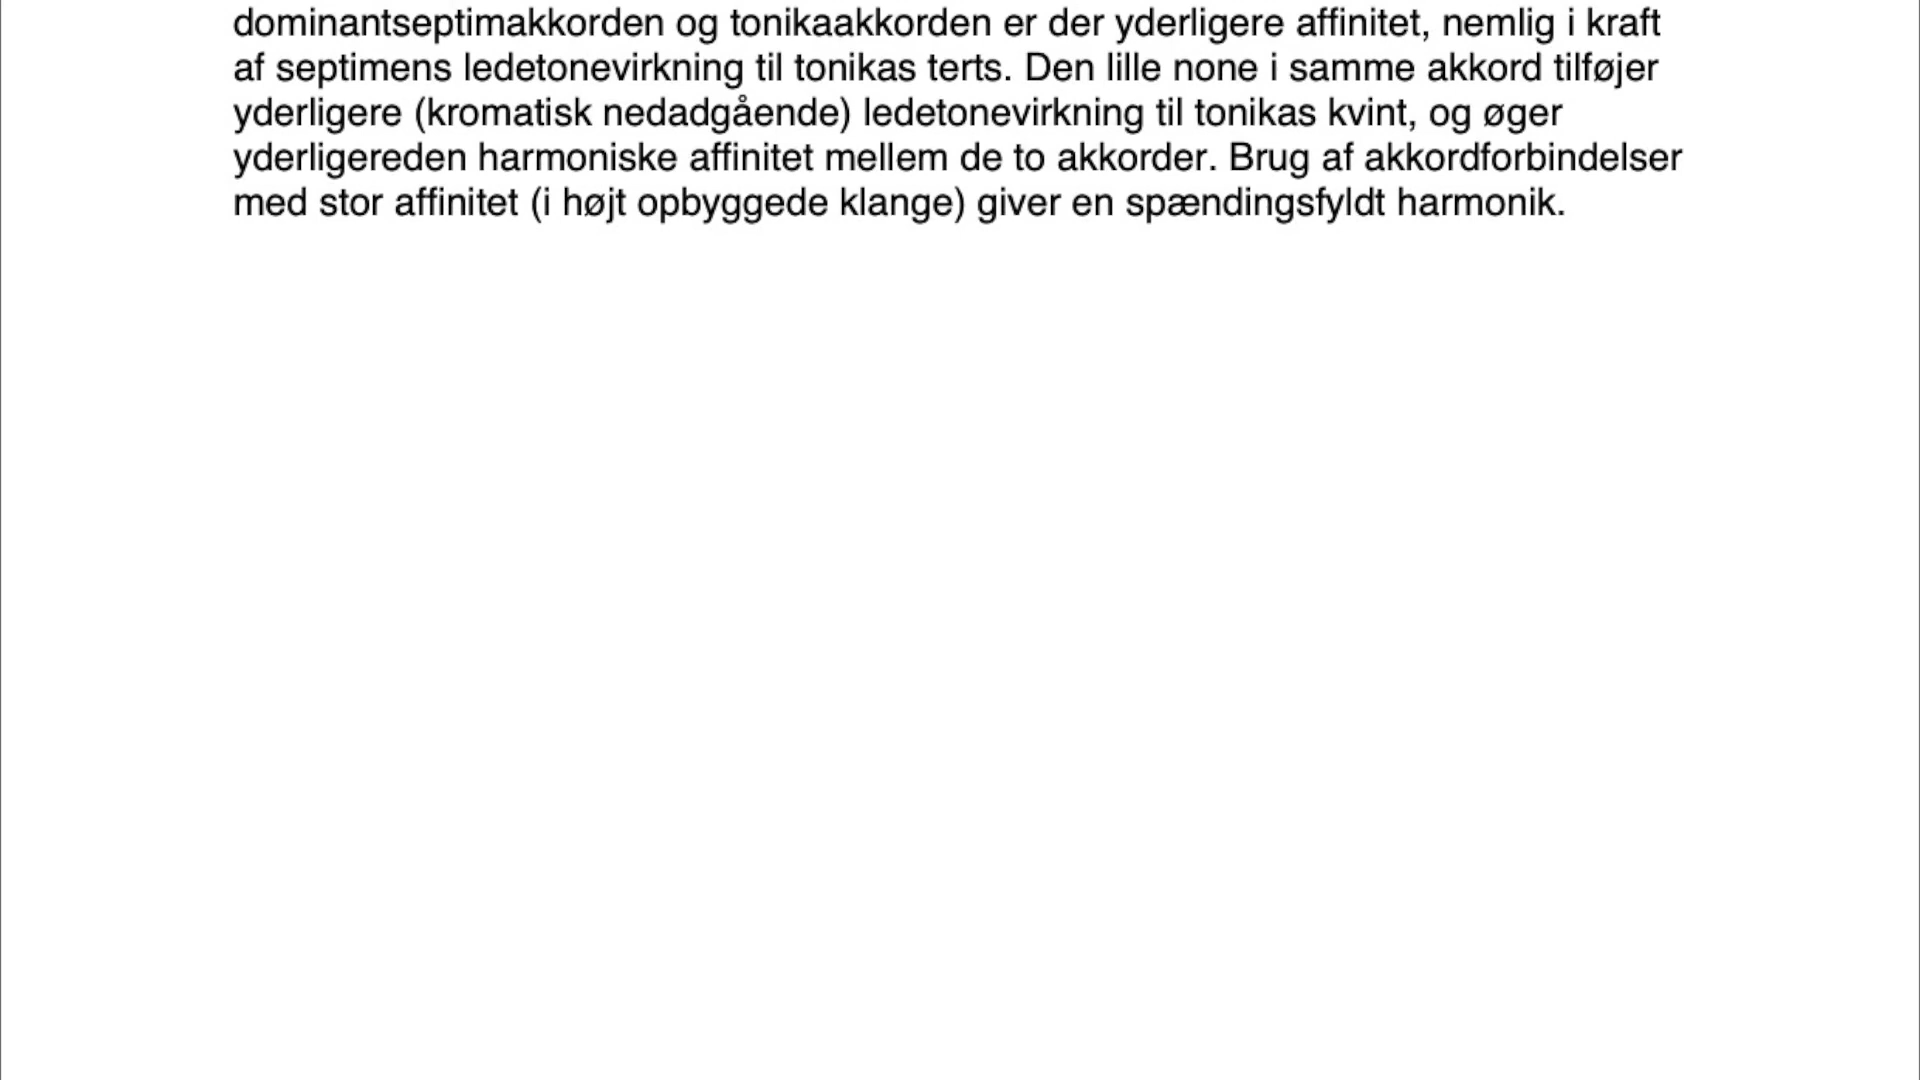 dominantseptimakkorden og tonikaakkorden er der yderligere affinitet, nemlig i kraft
af septimens ledetonevirkning til tonikas terts. Den lille none i samme akkord tilføjer
yderligere (kromatisk nedadgående) ledetonevirkning til tonikas kvint, og øger
yderligereden harmoniske affinitet mellem de to akkorder. Brug af akkordforbindelser
med stor affinitet (i højt opbyggede klange) giver en spændingsfyldt harmonik.